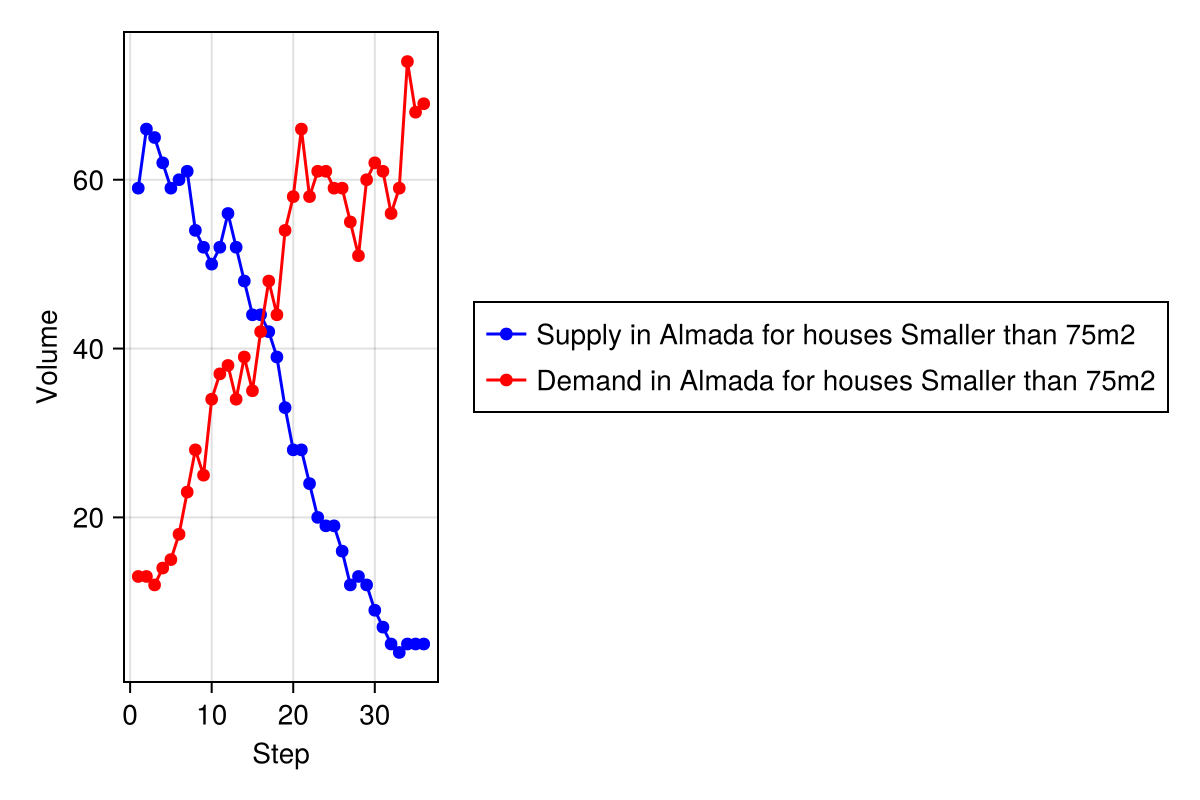 60
40
20
Volume
0 10 20 30
Step
Supply in Almada for houses Smaller than 75m2
Demand in Almada for houses Smaller than 75m2